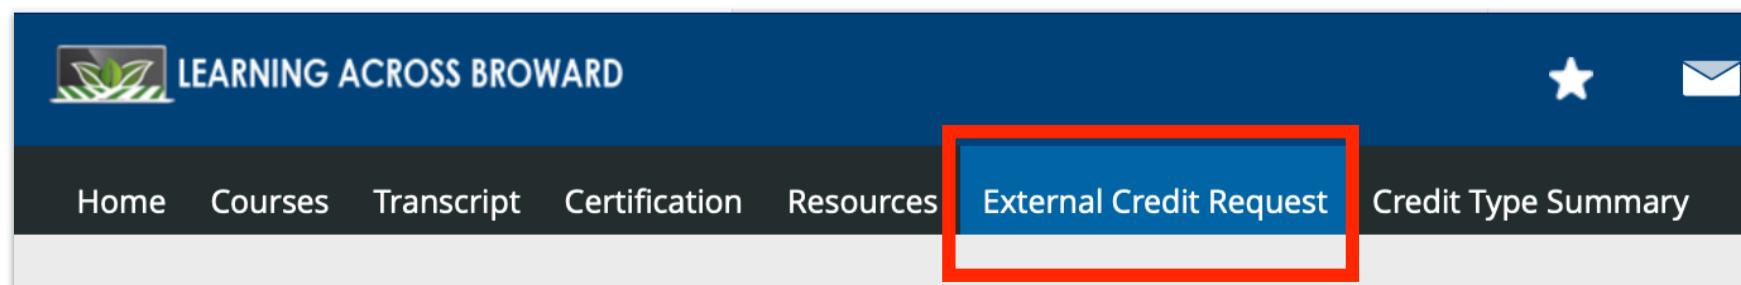 LEARNING ACROSS BROWARD
Home Courses Transcript Certification Resources External Credit Request Credit Type Summary